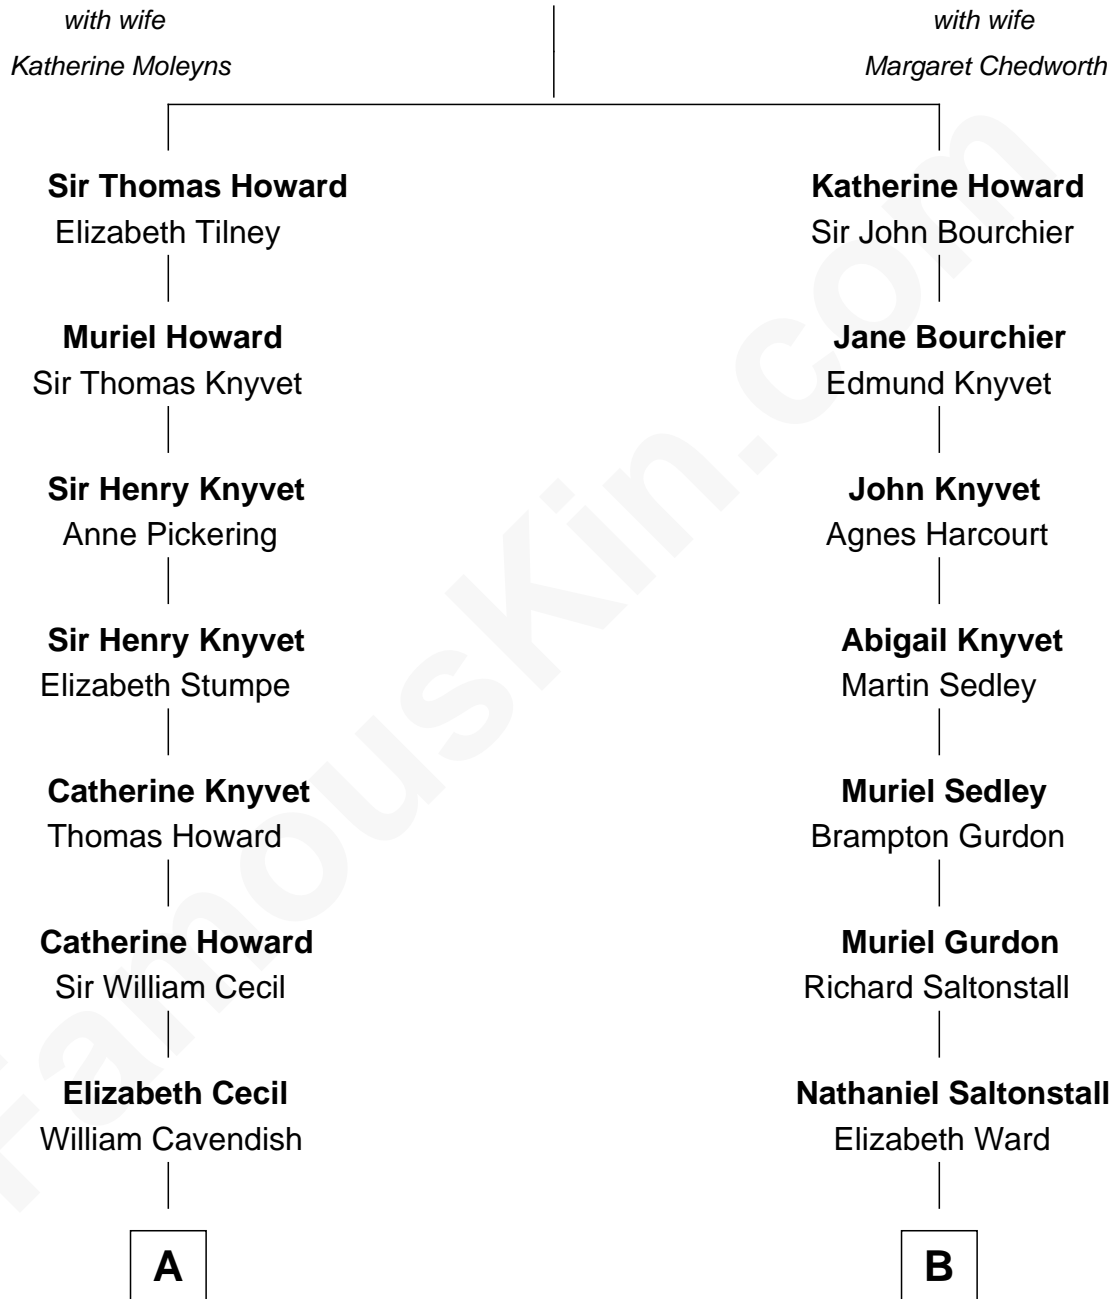 with wife
Katherine Moleyns
with wife
Margaret Chedworth
Sir Thomas Howard
Elizabeth Tilney
Katherine Howard
Sir John Bourchier
Muriel Howard
Sir Thomas Knyvet
Jane Bourchier
Edmund Knyvet
Sir Henry Knyvet
Anne Pickering
John Knyvet
Agnes Harcourt
Sir Henry Knyvet
Elizabeth Stumpe
Abigail Knyvet
Martin Sedley
Catherine Knyvet
Thomas Howard
Muriel Sedley
Brampton Gurdon
Catherine Howard
Sir William Cecil
Muriel Gurdon
Richard Saltonstall
Elizabeth Cecil
William Cavendish
Nathaniel Saltonstall
Elizabeth Ward
A
B
FamousKin.com